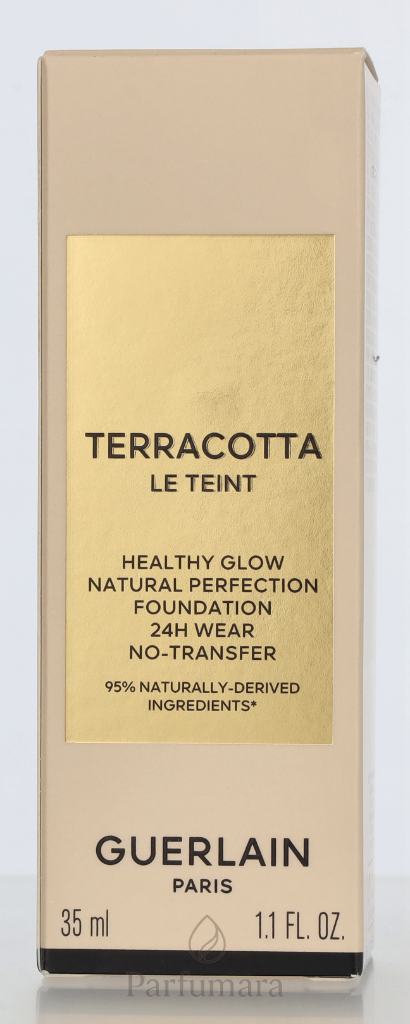 TERRACOTTA
LE TEINT
HEALTHY GLOW
NATURAL PERFECTION
FOUNDATION
24H WEAR
NO-TRANSFER
95% NATURALLY-DERIVED
INGREDIENTS*
GUERLAIN
PARIS
35 ml 1.1 FL. OZ.
Parfumara